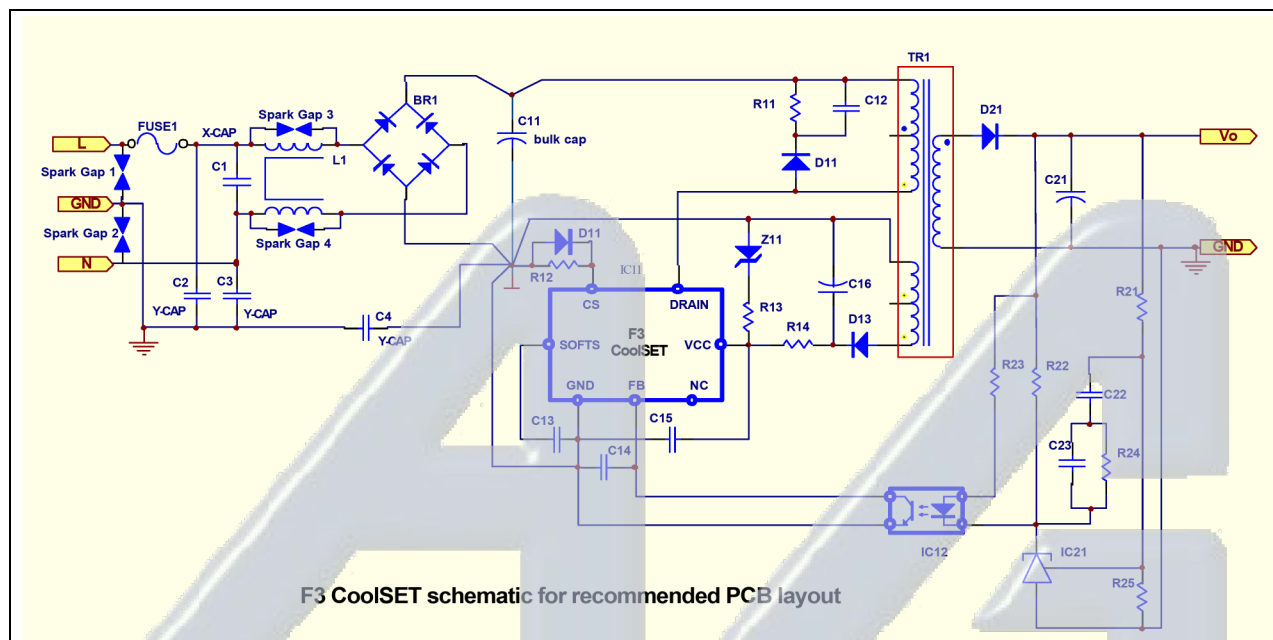 TR1
BR1
Spark Gap 3
C11
bulk cap
R11
C12
D21
FUSE1
X-CAP
L
L1
Vo
Spark Gap 1
C1
D11
C21
GND
Spark Gap 2
Spark Gap 4
D11
Z11
GND
N
R12
IC11
C2
C3
CS
DRAIN
C16
R21
Y-CAP
Y-CAP
C4
Y-CAP
F3
CoolSET
SOFTS
VCC
R13
R14
D13
R23
R22
GND
FB
NC
C22
C13
C15
C14
C23
R24
IC12
IC21
R25
F3 CoolSET schematic for recommended PCB layout